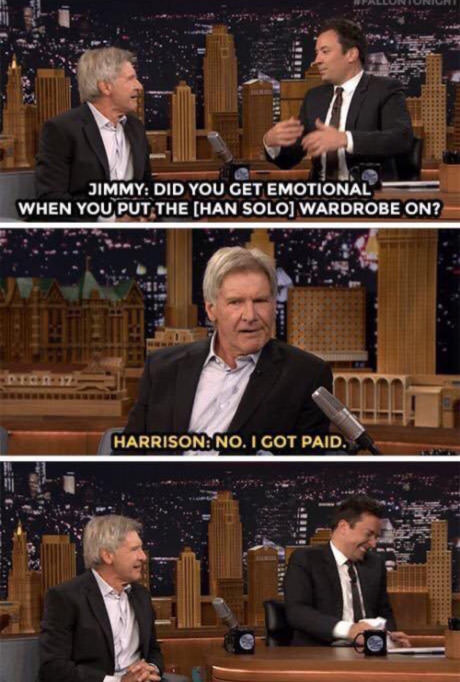 #FALLONTONIGHT
JIMMY: DID YOU GET EMOTIONAL
WHEN YOU PUT THE [HAN SOLO] WARDROBE ON?
HARRISON: NO. I GOT PAID.